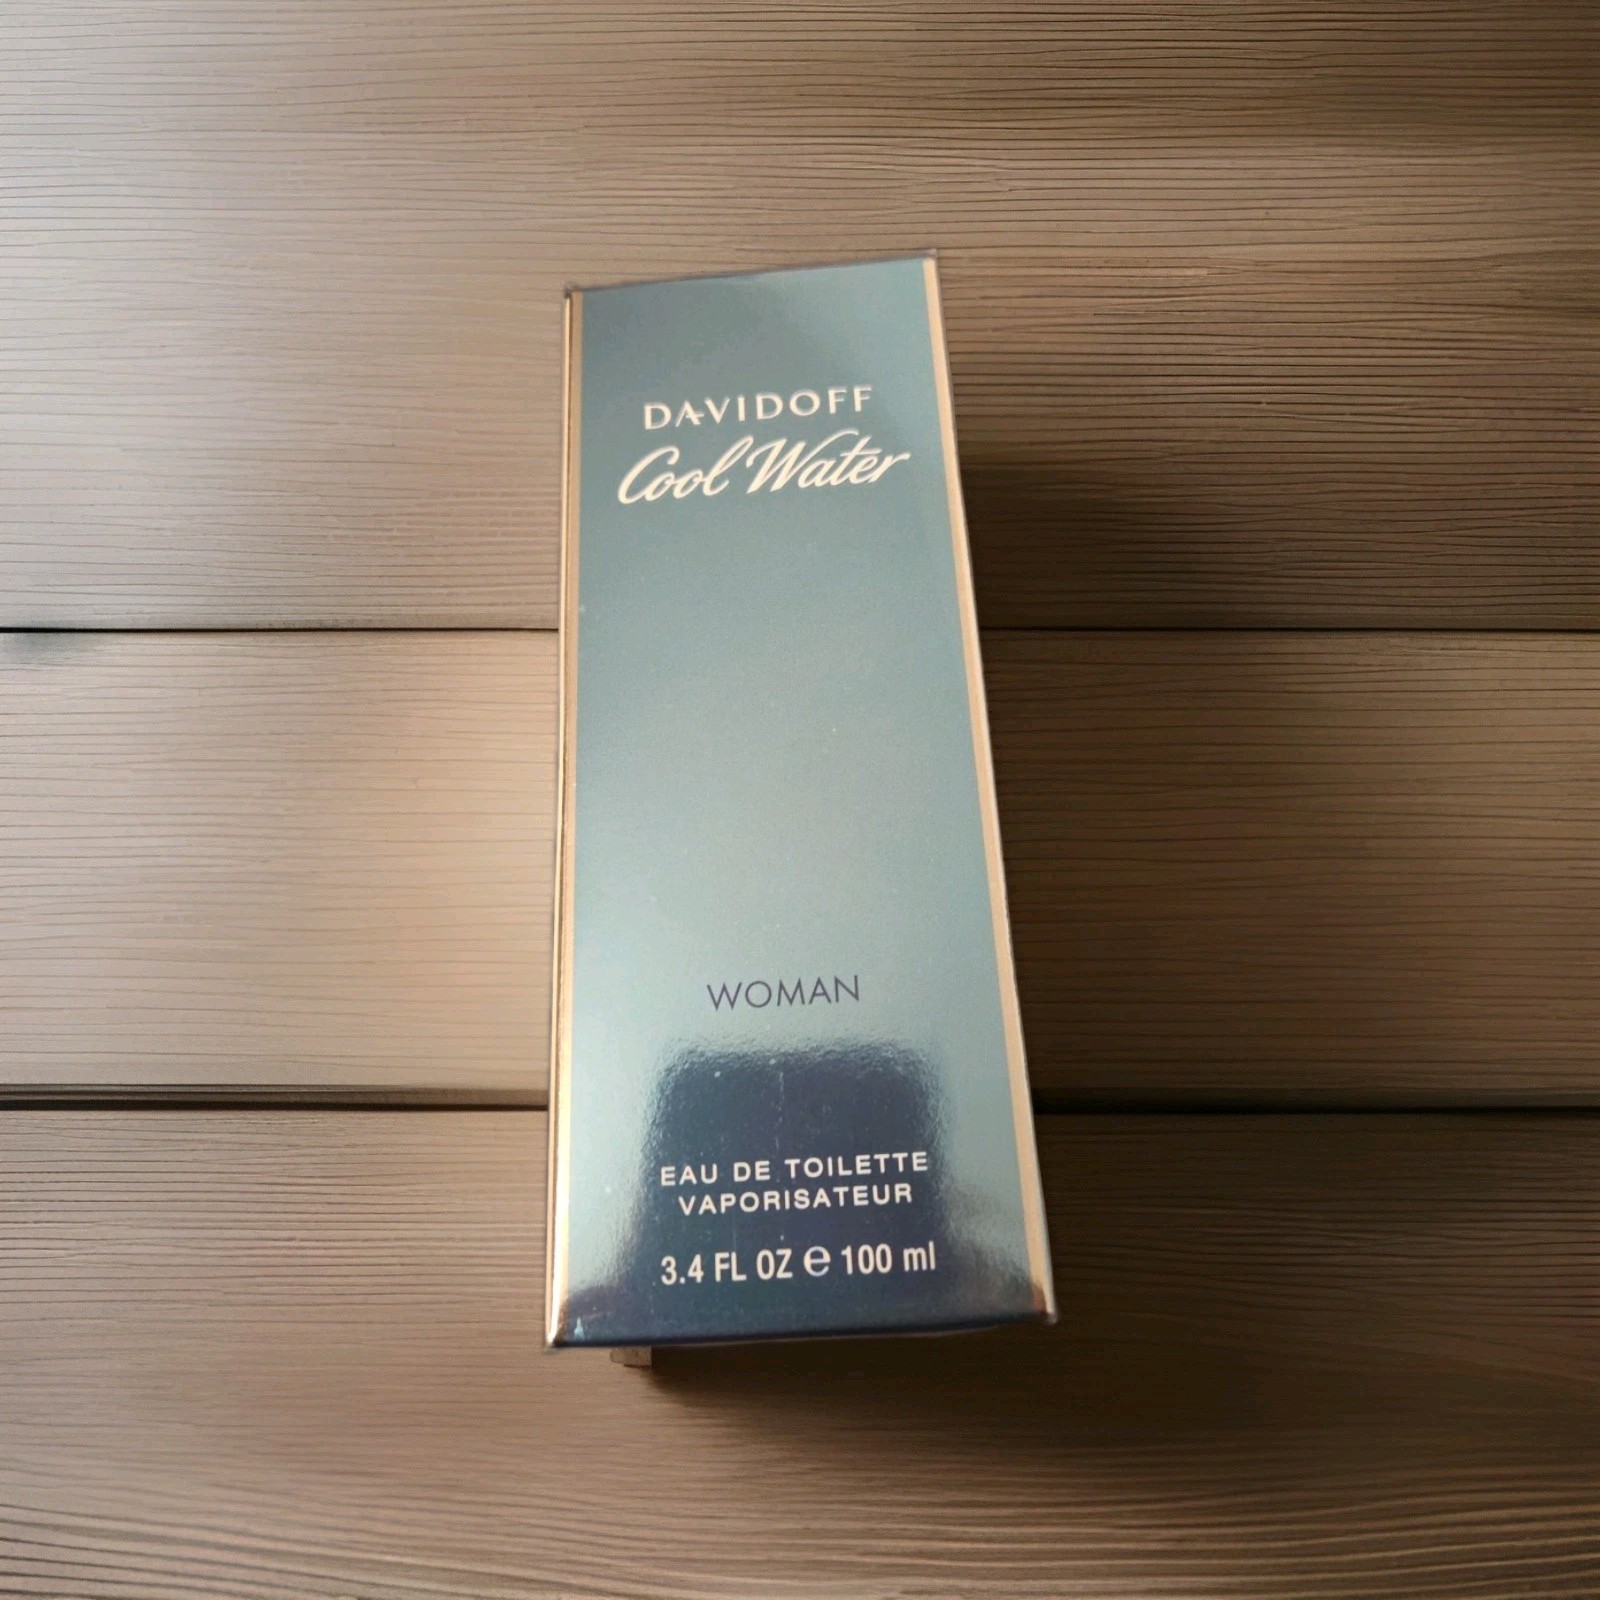 DAVIDOFF
Cool Water
WOMAN
EAU DE TOILETTE
VAPORISATEUR
3.4 FL OZ ℮ 100 ml